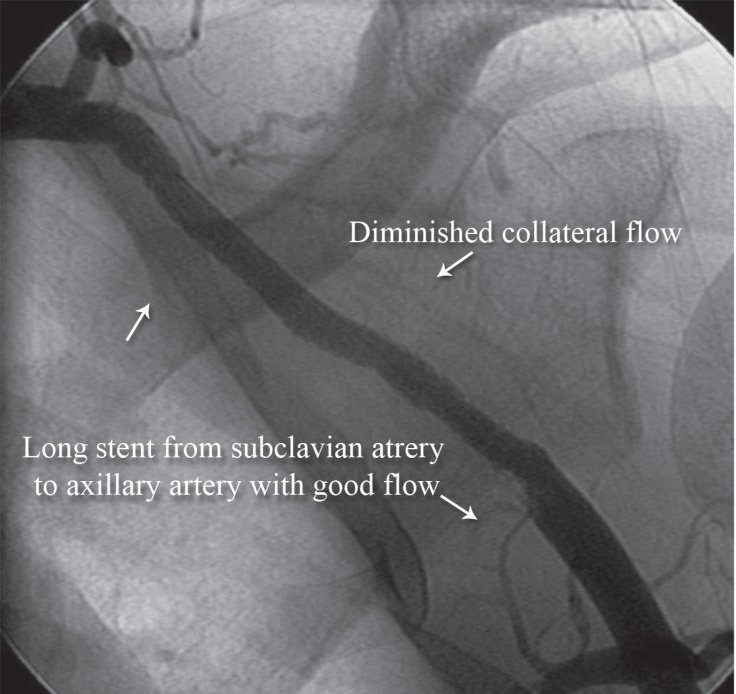 Diminished collateral flow
Long stent from subclavian atrery
to axillary artery with good flow